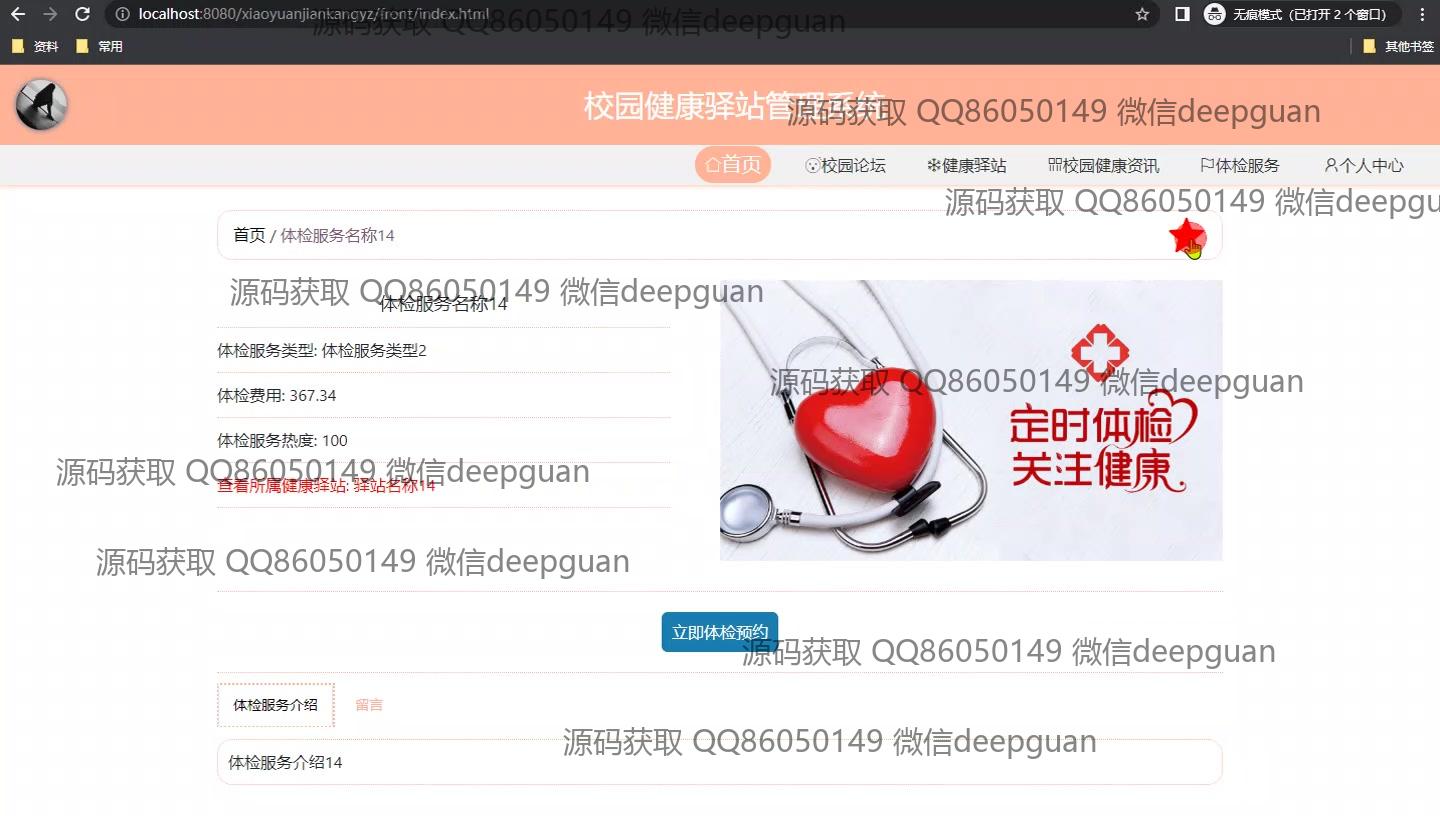 localhost:8080/xiaoyuanjiankangyz/front/index.html
无痕模式（已打开 2 个窗口）
资料 常用 其他书签
源码获取 QQ86050149 微信deepguan
校园健康驿站管理系统
源码获取 QQ86050149 微信deepguan
首页 校园论坛 健康驿站 校园健康资讯 体检服务 个人中心
源码获取 QQ86050149 微信deepgu
首页 / 体检服务名称14
源码获取 QQ86050149 微信deepguan
体检服务名称14
体检服务类型: 体检服务类型2
源码获取 QQ86050149 微信deepguan
体检费用: 367.34
定时体检
关注健康
体检服务热度: 100
源码获取 QQ86050149 微信deepguan
查看所属健康驿站: 驿站名称14
源码获取 QQ86050149 微信deepguan
立即体检预约
源码获取 QQ86050149 微信deepguan
体检服务介绍 留言
源码获取 QQ86050149 微信deepguan
体检服务介绍14